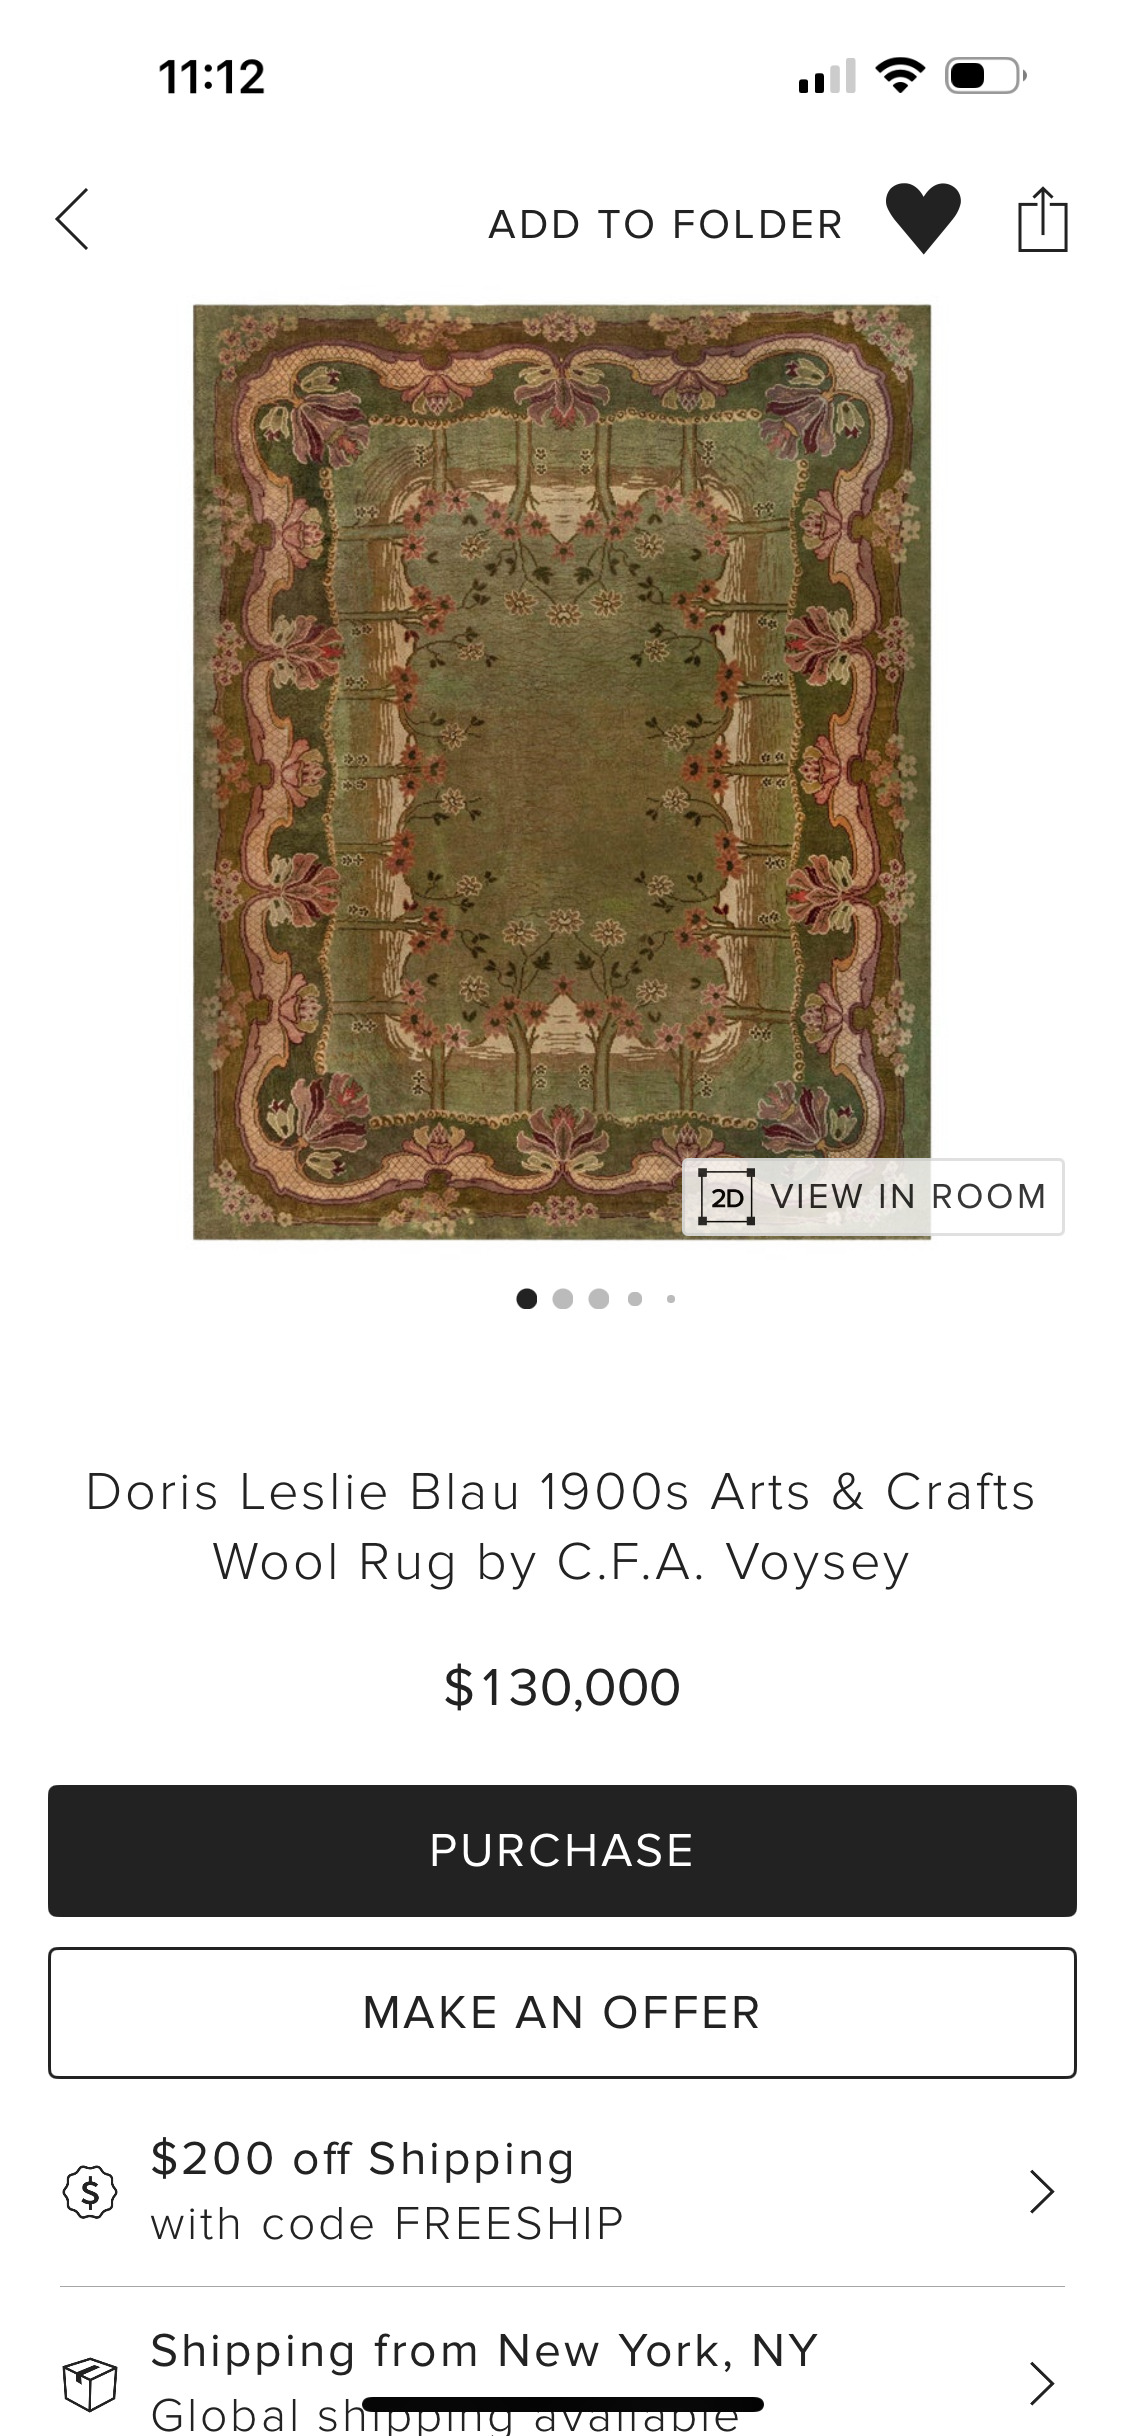 11:12
ADD TO FOLDER
2D VIEW IN ROOM
Doris Leslie Blau 1900s Arts & Crafts
Wool Rug by C.F.A. Voysey
$130,000
PURCHASE
MAKE AN OFFER
$200 off Shipping
with code FREESHIP
Shipping from New York, NY
Global shipping available